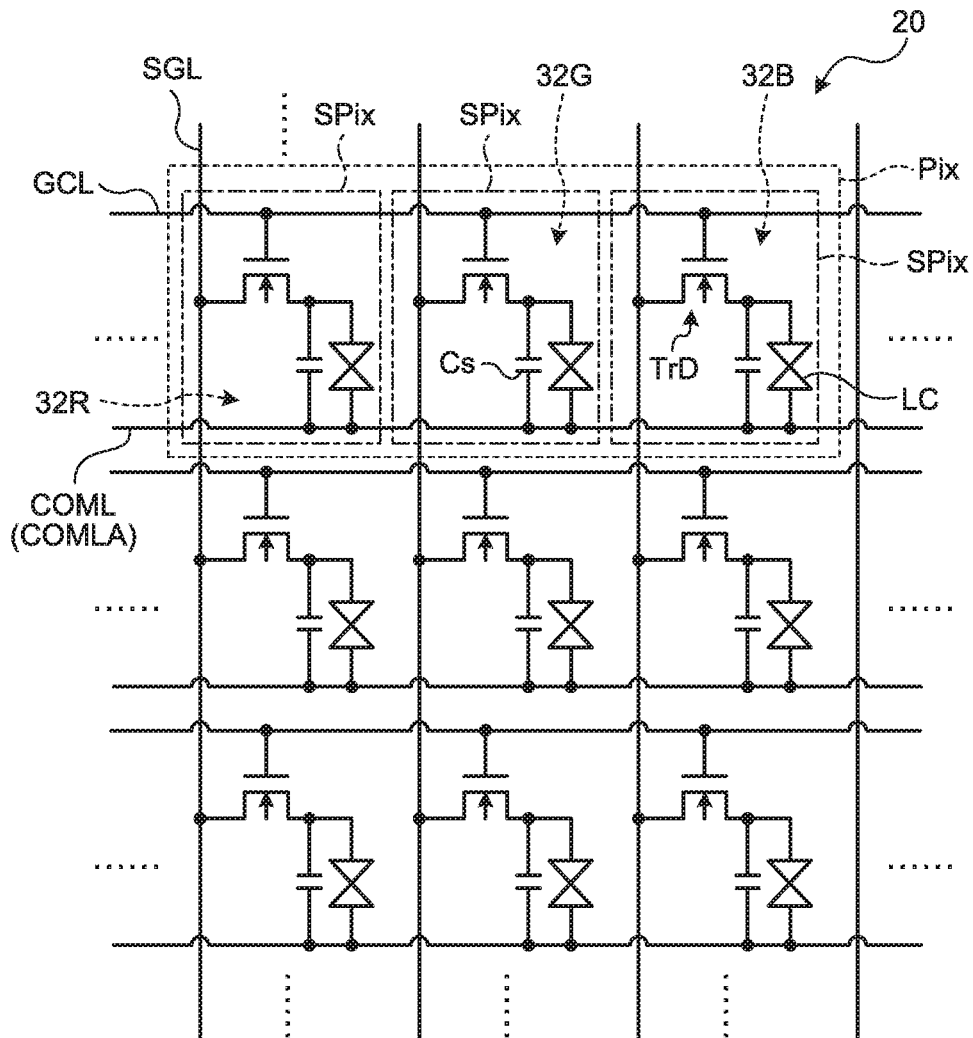 20
SGL
32G
32B
SPix
SPix
Pix
GCL
SPix
Cs
TrD
32R
LC
COML
(COMLA)